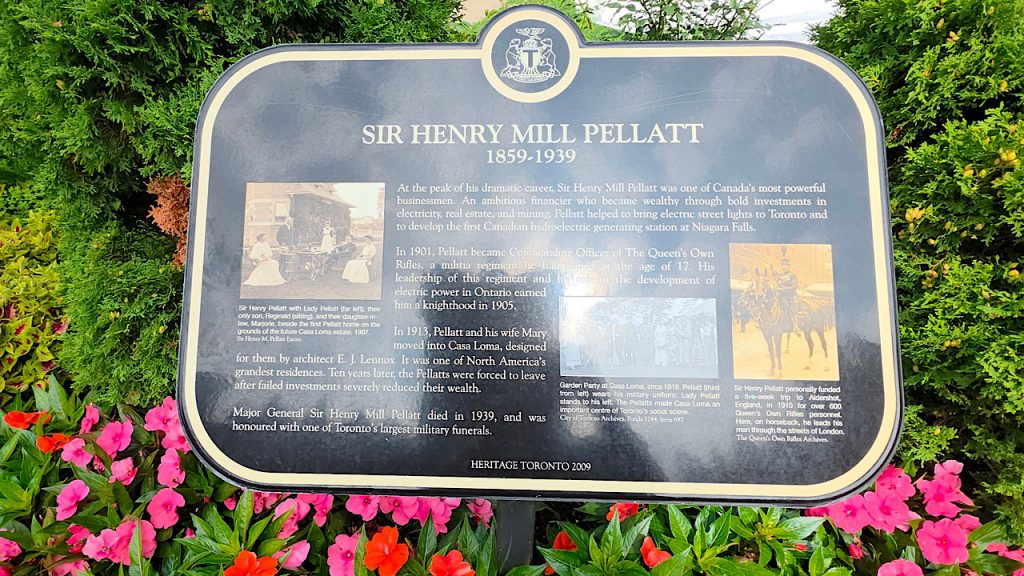 SIR HENRY MILL PELLATT
1859-1939
At the peak of his dramatic career, Sir Henry Mill Pellatt was one of Canada's most powerful
businessmen. An ambitious financier who became wealthy through bold investments in
electricity, real estate, and mining, Pellatt helped to bring electric street lights to Toronto and
to develop the first Canadian hydroelectric generating station at Niagara Falls.
In 1901, Pellatt became Commanding Officer of The Queen's Own
Rifles, a militia regiment he had joined at the age of 17. His
leadership of this regiment and his role in the development of
electric power in Ontario earned
him a knighthood in 1905.
In 1913, Pellatt and his wife Mary
moved into Casa Loma, designed
for them by architect E. J. Lennox. It was one of North America's
grandest residences. Ten years later, the Pellatts were forced to leave
after failed investments severely reduced their wealth.
Major General Sir Henry Mill Pellatt died in 1939, and was
honoured with one of Toronto's largest military funerals.
Sir Henry Pellatt with Lady Pellatt (far left), their
only son, Reginald (sitting), and their daughter-in-
law, Marjorie, beside the first Pellatt home on the
grounds of the future Casa Loma estate, 1907.
Sir Henry M. Pellatt Estate
Garden Party at Casa Loma, circa 1918. Pellatt (third
from left) wears his military uniform; Lady Pellatt
stands to his left. The Pellatts made Casa Loma an
important centre of Toronto's social scene.
City of Toronto Archives, Fonds 1244, Item 693
Sir Henry Pellatt personally funded
a five-week trip to Aldershot,
England, in 1910 for over 600
Queen's Own Rifles personnel.
Here, on horseback, he leads his
men through the streets of London.
The Queen's Own Rifles Archives.
HERITAGE TORONTO 2009